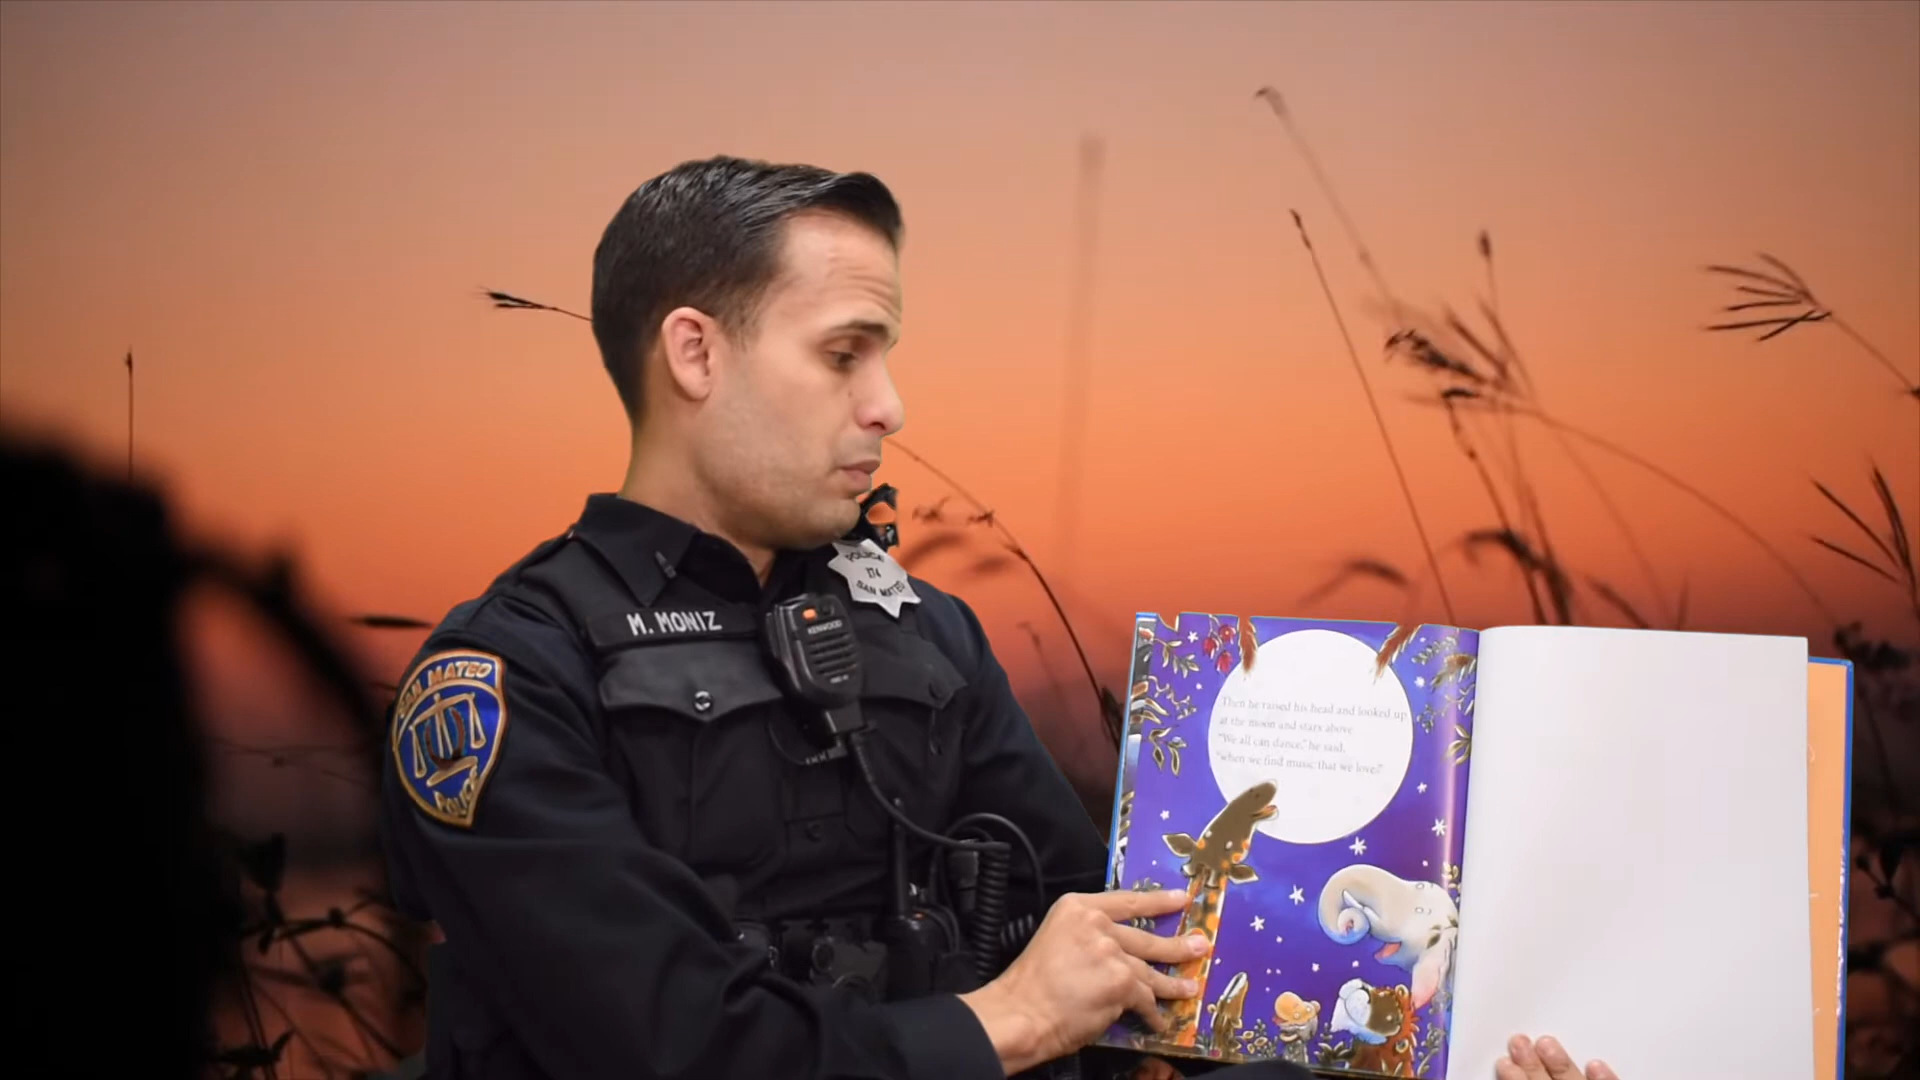 POLICE
174
SAN MATEO
M. MONIZ
KENWOOD
SAN MATEO
POLICE
Then he raised his head and looked up
at the moon and stars above.
"We all can dance," he said,
"when we find music that we love."